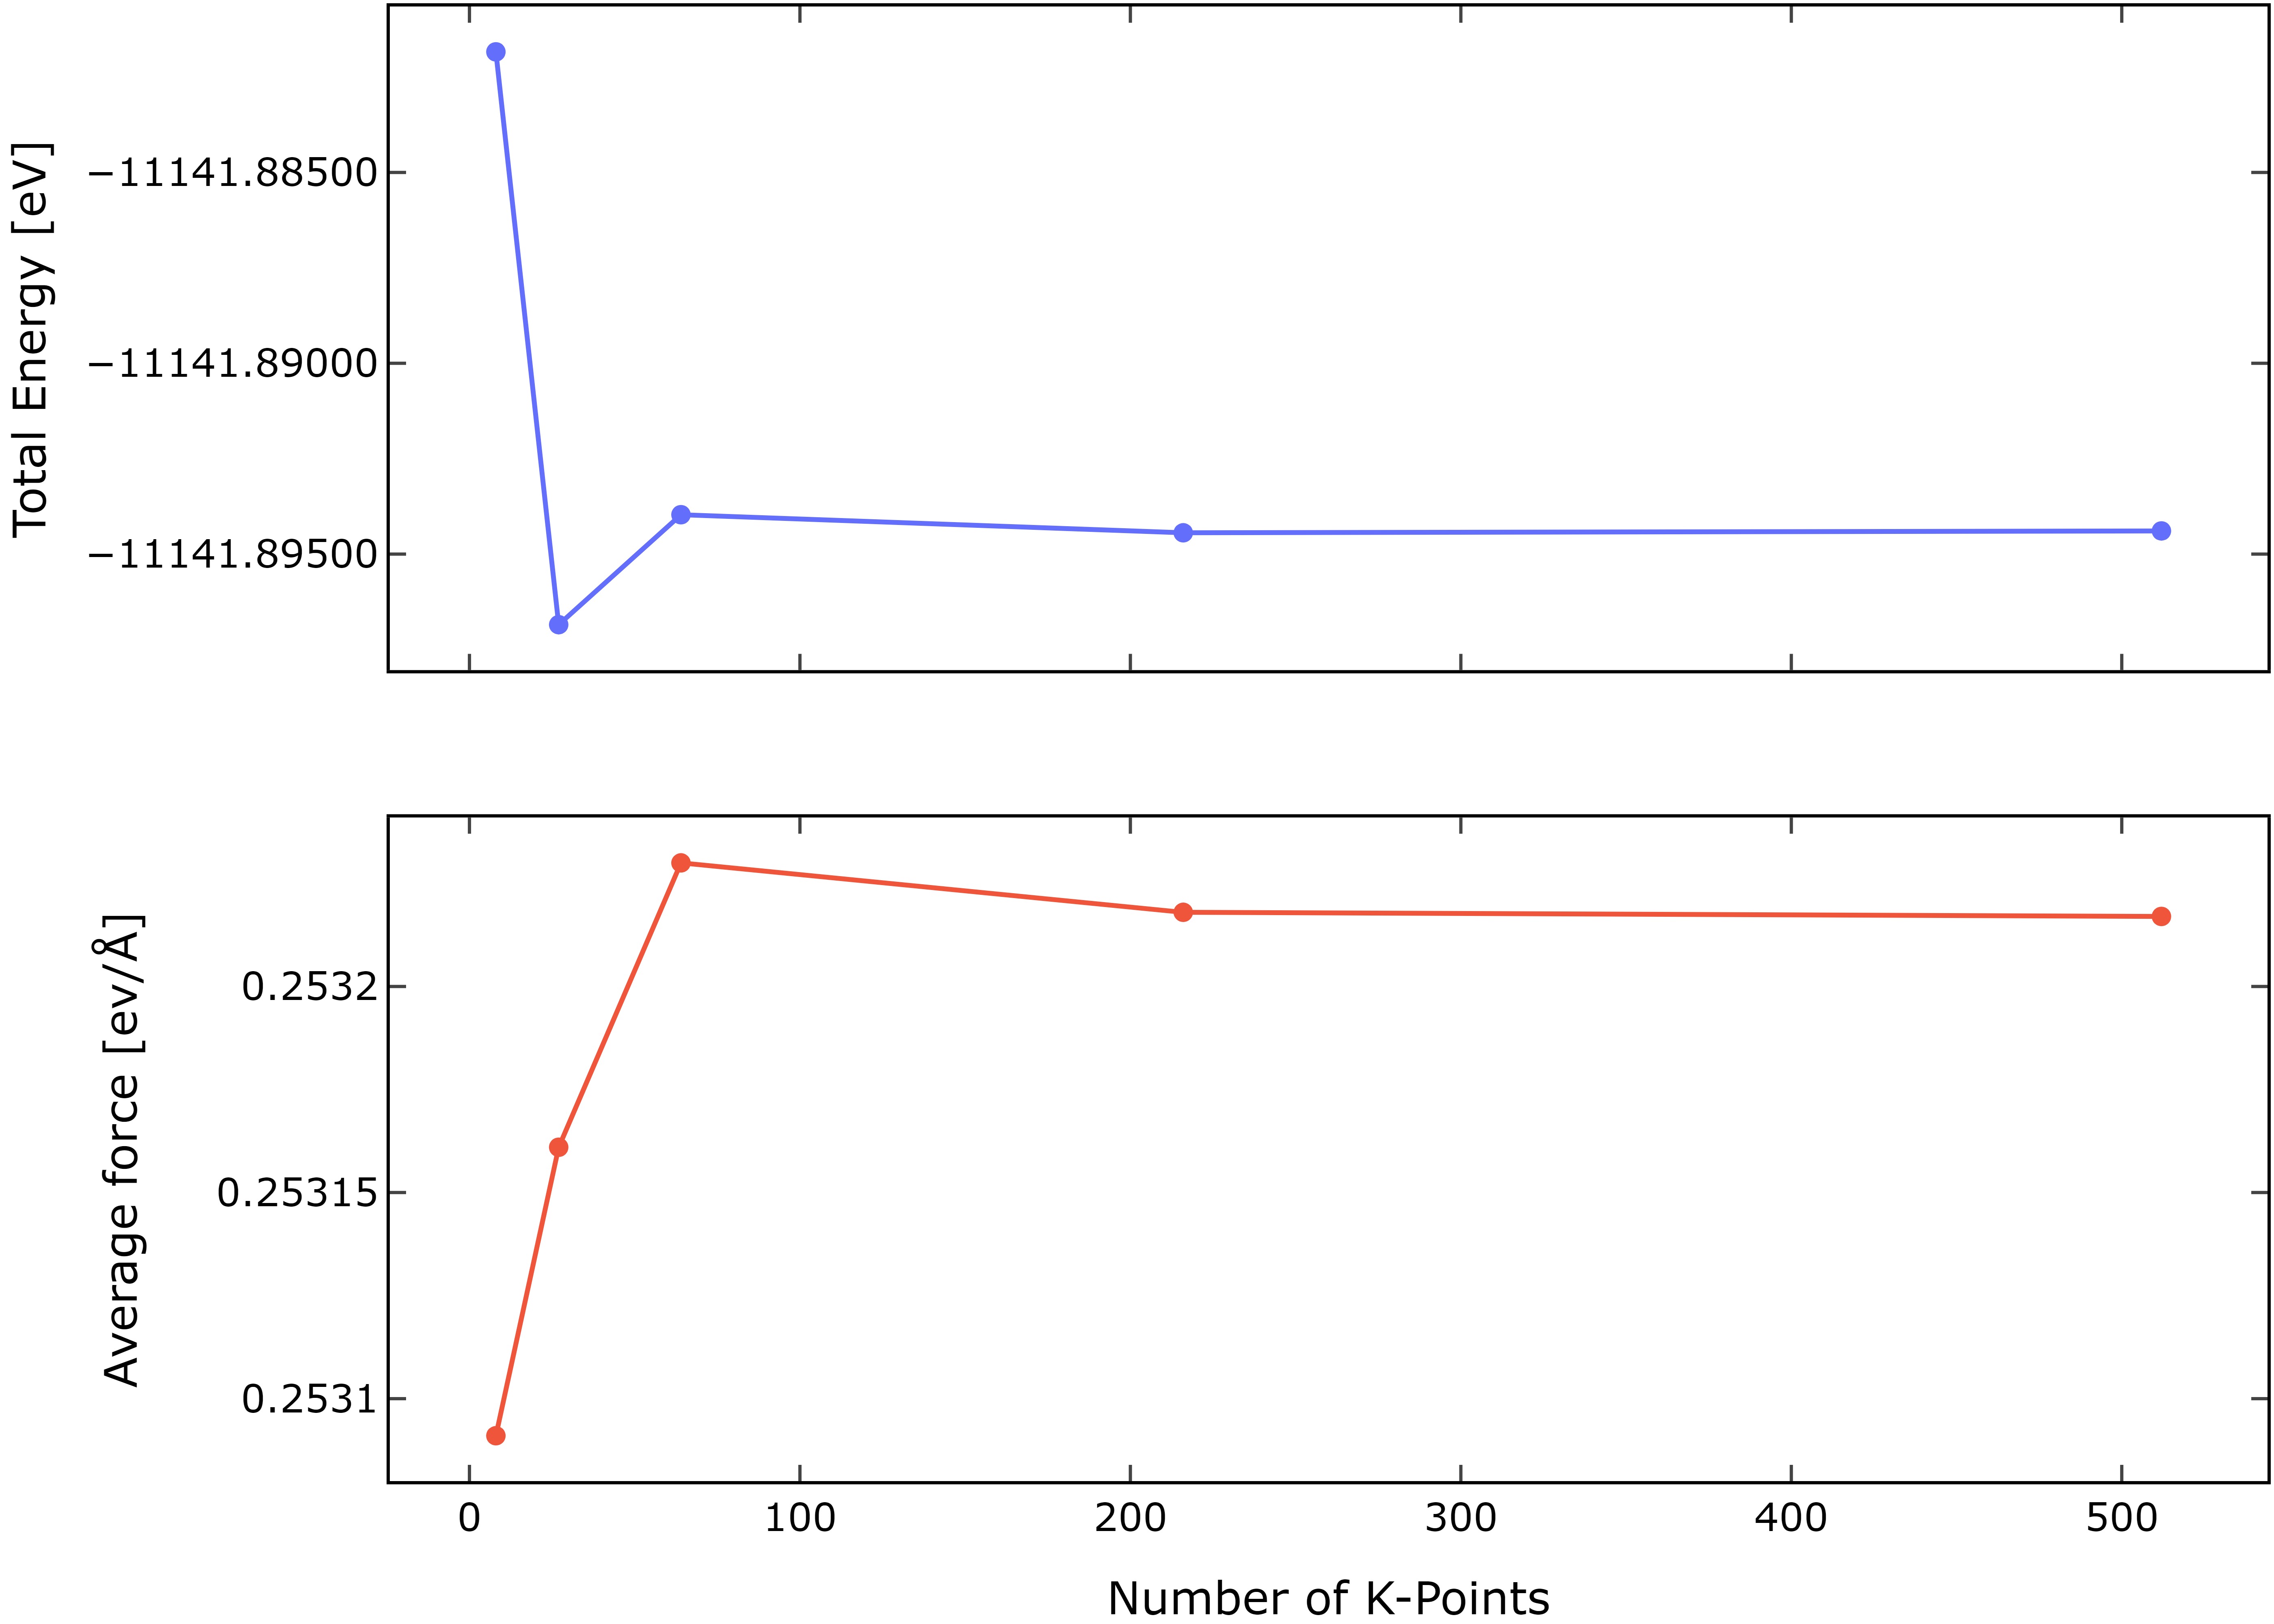 Total Energy [eV]
−11141.88500
−11141.89000
−11141.89500
Average force [ev/Å]
0.2532
0.25315
0.2531
0 100 200 300 400 500
Number of K-Points